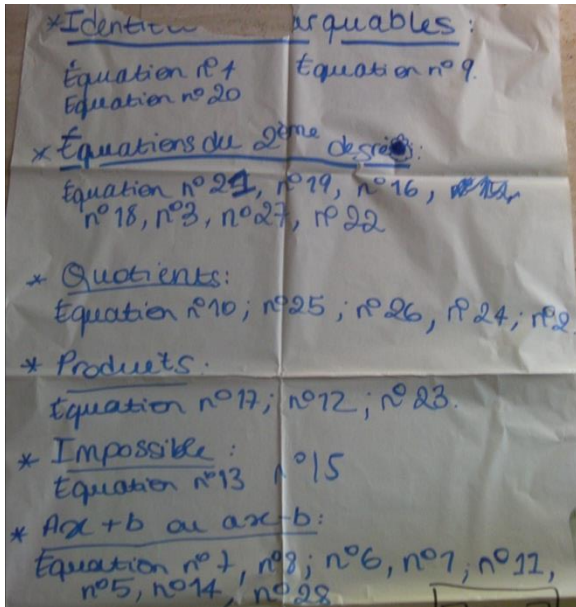 * Identité arquables :
Équation n°7 Équation n°9.
Équation n°20
* Équations du 2ème degré :
Équation n°21, n°19, n°16,
n°18, n°3, n°27, n°22
* Quotients :
Équation n°10 ; n°25 ; n°26, n°24 ; n°2
* Produits :
Équation n°17 ; n°12 ; n°23.
* Impossible :
Équation n°13 n°15
* Ax + b ou ax - b :
Équation n°7, n°8 ; n°6, n°1 ; n°11,
n°5, n°14, n°28